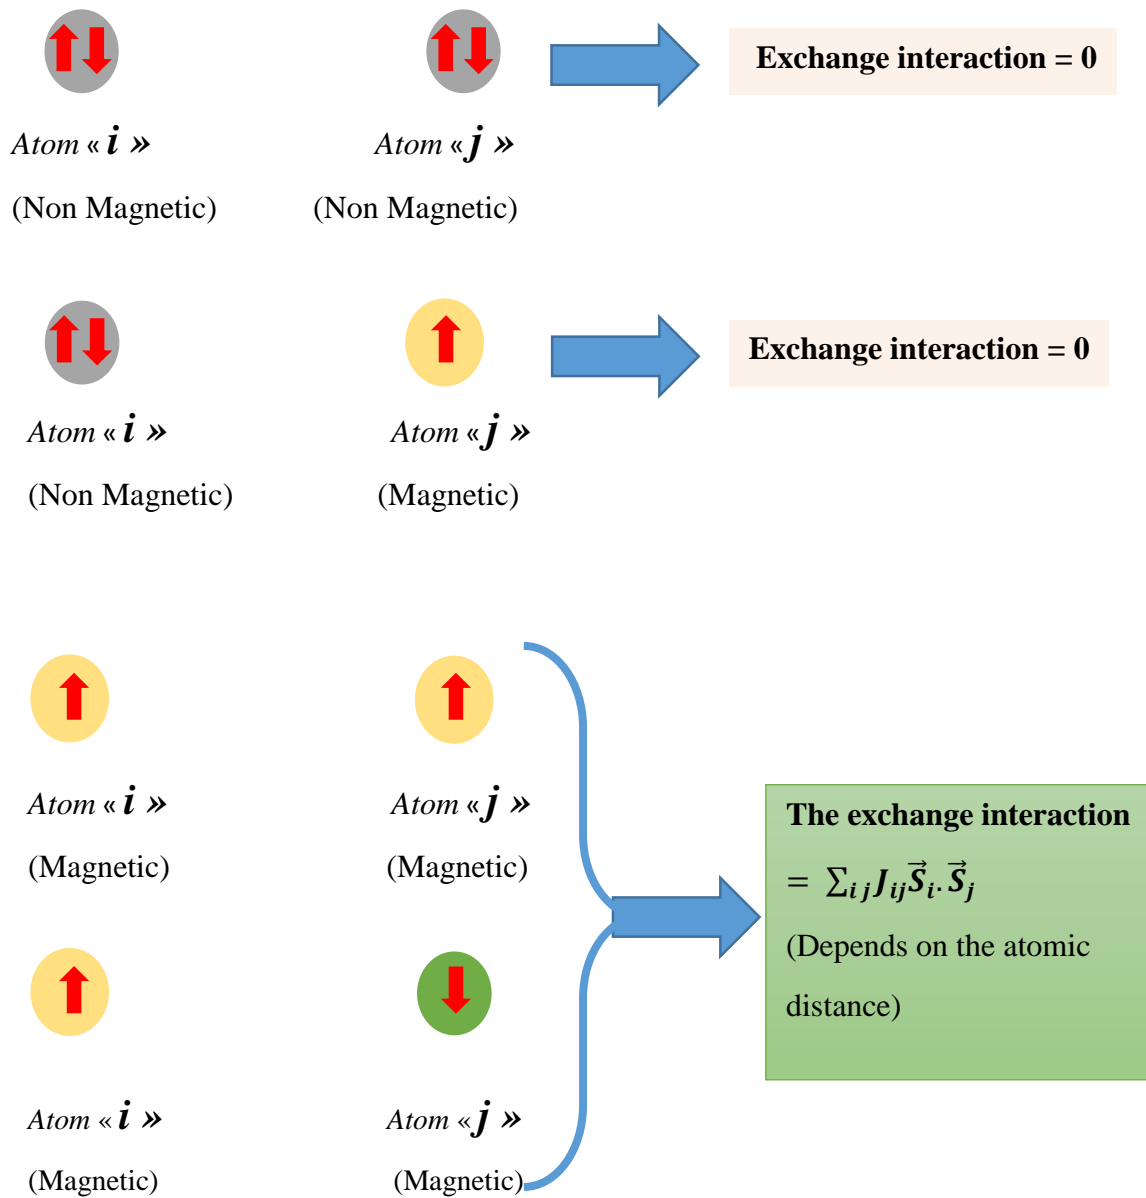 Exchange interaction = 0
Atom « i »
Atom « j »
(Non Magnetic)
(Non Magnetic)
Exchange interaction = 0
Atom « i »
Atom « j »
(Non Magnetic)
(Magnetic)
Atom « i »
Atom « j »
(Magnetic)
(Magnetic)
The exchange interaction
= ∑ᵢⱼ Jᵢⱼ S⃗ᵢ. S⃗ⱼ
(Depends on the atomic
distance)
Atom « i »
Atom « j »
(Magnetic)
(Magnetic)